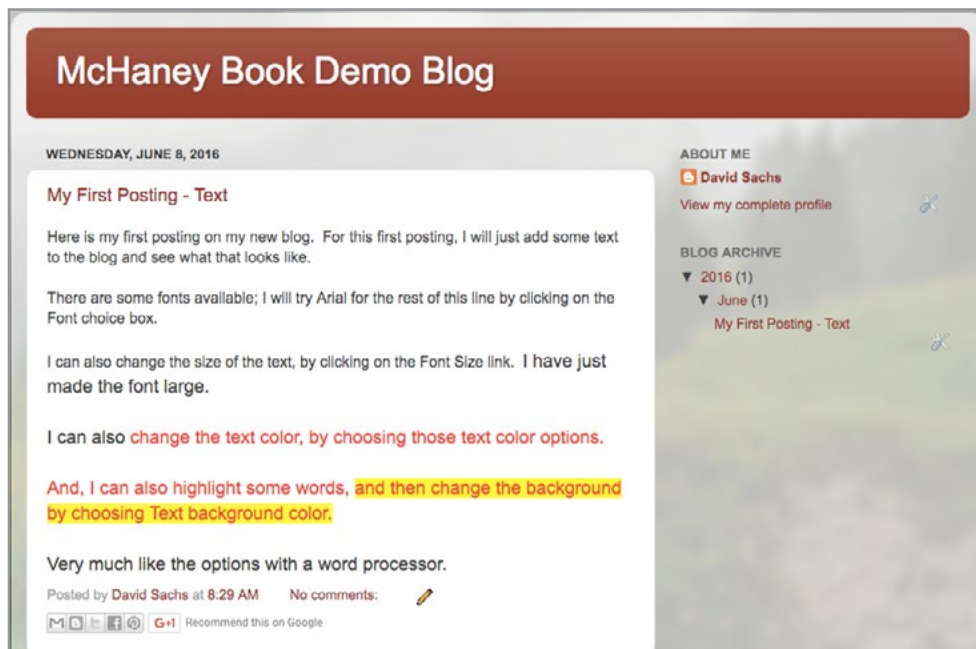 McHaney Book Demo Blog
WEDNESDAY, JUNE 8, 2016
My First Posting - Text
Here is my first posting on my new blog.  For this first posting, I will just add some text
to the blog and see what that looks like.
There are some fonts available; I will try Arial for the rest of this line by clicking on the
Font choice box.
I can also change the size of the text, by clicking on the Font Size link.  I have just
made the font large.
I can also change the text color, by choosing those text color options.
And, I can also highlight some words, and then change the background
by choosing Text background color.
Very much like the options with a word processor.
Posted by David Sachs at 8:29 AM No comments:
G+1 Recommend this on Google
ABOUT ME
David Sachs
View my complete profile
BLOG ARCHIVE
▼ 2016 (1)
▼ June (1)
My First Posting - Text